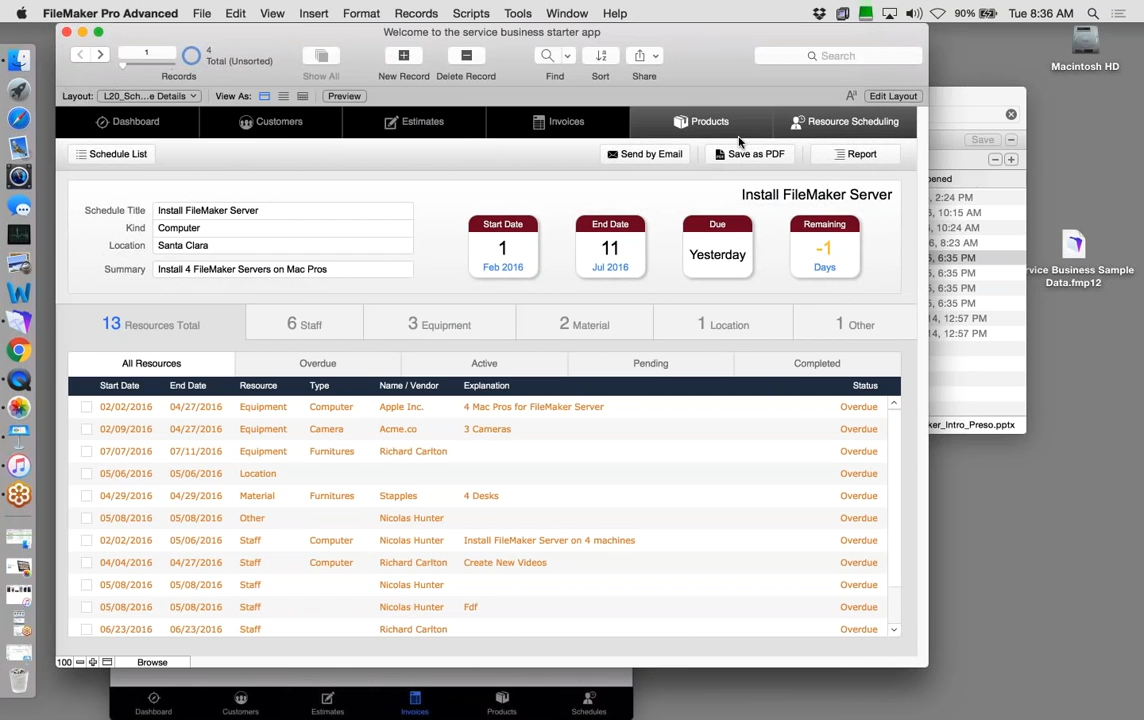 FileMaker Pro Advanced File Edit View Insert Format Records Scripts Tools Window Help 90% Tue 8:36 AM
Welcome to the service business starter app
1 4 Total (Unsorted) Search
Records Show All New Record Delete Record Find Sort Share
Layout: L20_Sch...e Details View As: Preview Aa Edit Layout
Dashboard Customers Estimates Invoices Products Resource Scheduling
Schedule List Send by Email Save as PDF Report
Install FileMaker Server
Schedule Title Install FileMaker Server
Kind Computer
Location Santa Clara
Summary Install 4 FileMaker Servers on Mac Pros
Start Date End Date Due Remaining
1 11 Yesterday -1
Feb 2016 Jul 2016 Days
13 Resources Total 6 Staff 3 Equipment 2 Material 1 Location 1 Other
All Resources Overdue Active Pending Completed
Start Date End Date Resource Type Name / Vendor Explanation Status
02/02/2016 04/27/2016 Equipment Computer Apple Inc. 4 Mac Pros for FileMaker Server Overdue
02/09/2016 04/27/2016 Equipment Camera Acme.co 3 Cameras Overdue
07/07/2016 07/11/2016 Equipment Furnitures Richard Carlton Overdue
05/06/2016 05/06/2016 Location Overdue
04/29/2016 04/29/2016 Material Furnitures Stapples 4 Desks Overdue
05/08/2016 05/08/2016 Other Nicolas Hunter Overdue
02/02/2016 05/06/2016 Staff Computer Nicolas Hunter Install FileMaker Server on 4 machines Overdue
04/04/2016 04/27/2016 Staff Computer Richard Carlton Create New Videos Overdue
05/08/2016 05/08/2016 Staff Nicolas Hunter Overdue
05/08/2016 05/08/2016 Staff Nicolas Hunter Fdf Overdue
06/23/2016 06/23/2016 Staff Richard Carlton Overdue
100 Browse
Dashboard Customers Estimates Invoices Products Schedules
Save
ened
, 2:24 PM
5, 10:15 AM
, 10:24 AM
6, 8:23 AM
5, 6:35 PM
5, 6:35 PM
5, 6:35 PM
5, 6:35 PM
14, 12:57 PM
14, 12:57 PM
ker_Intro_Preso.pptx
Macintosh HD
rvice Business Sample
Data.fmp12